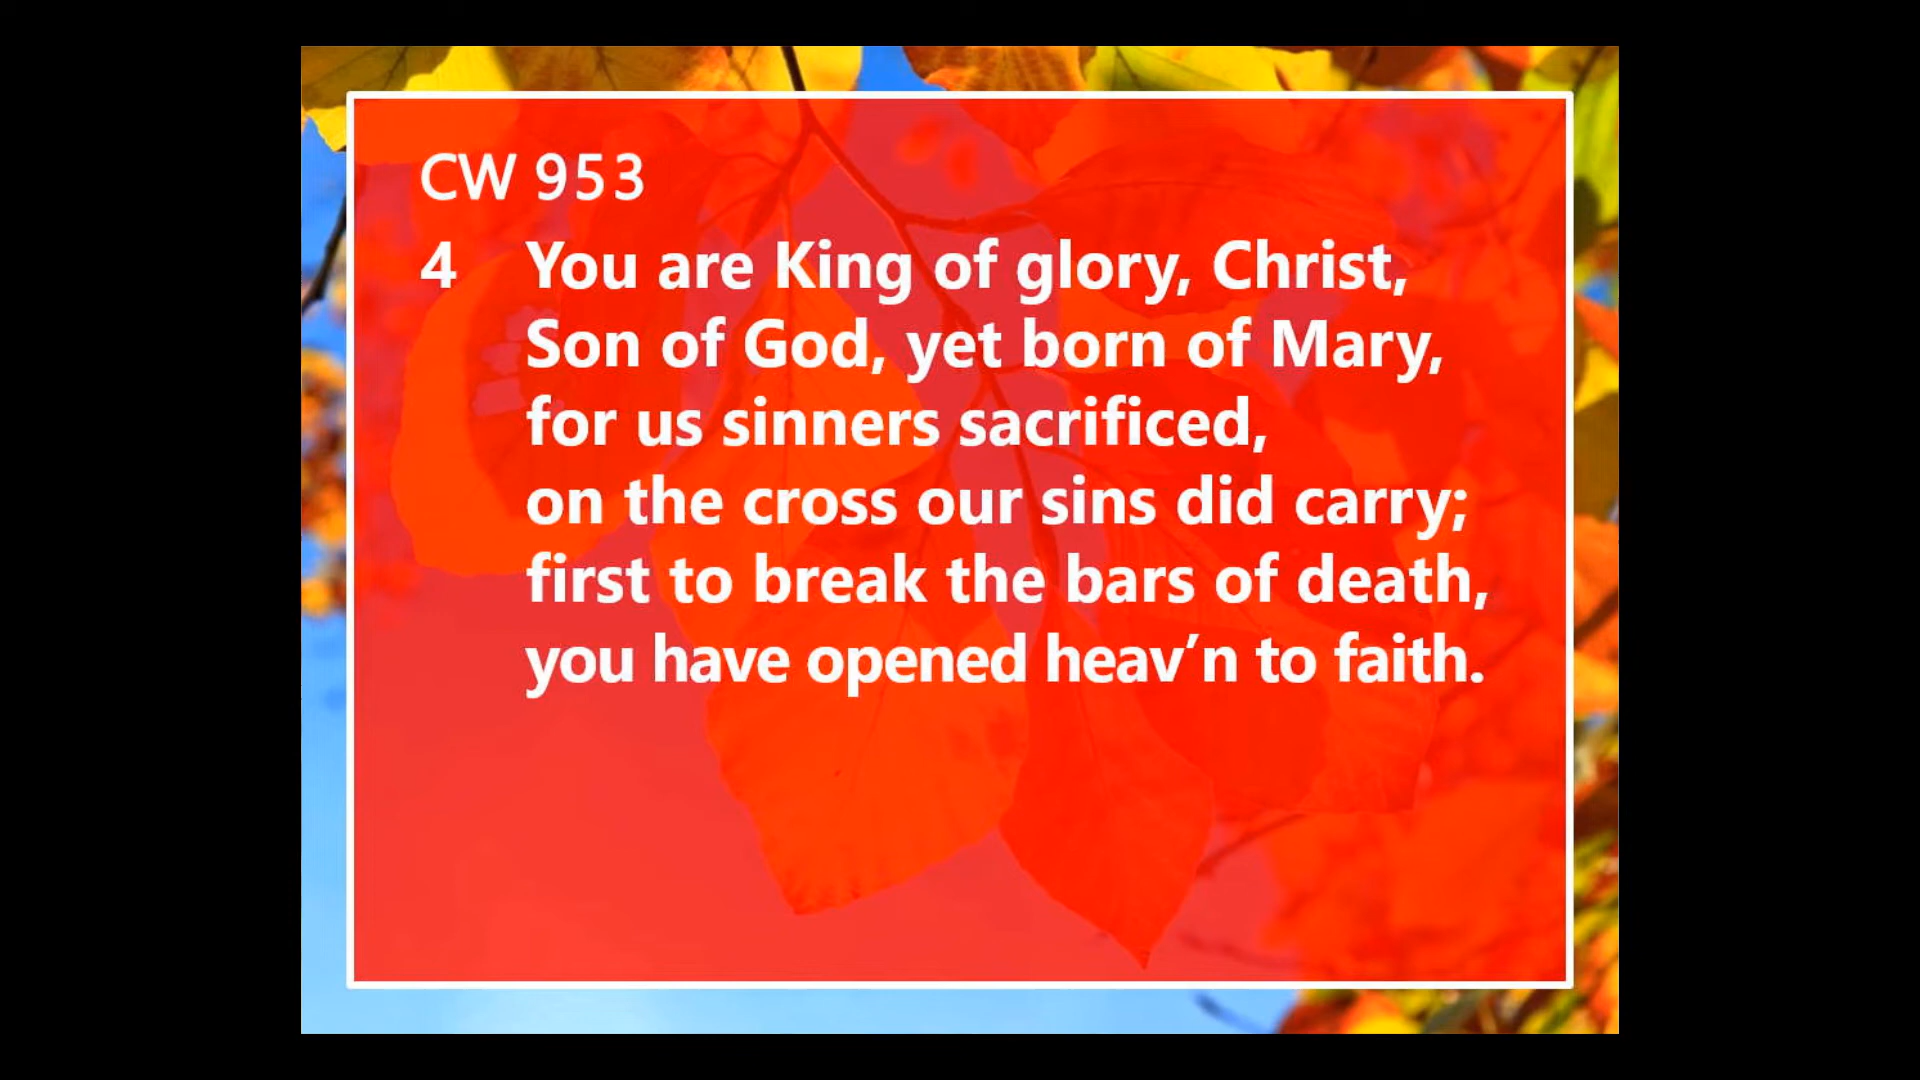 CW 953
4 You are King of glory, Christ,
Son of God, yet born of Mary,
for us sinners sacrificed,
on the cross our sins did carry;
first to break the bars of death,
you have opened heav’n to faith.